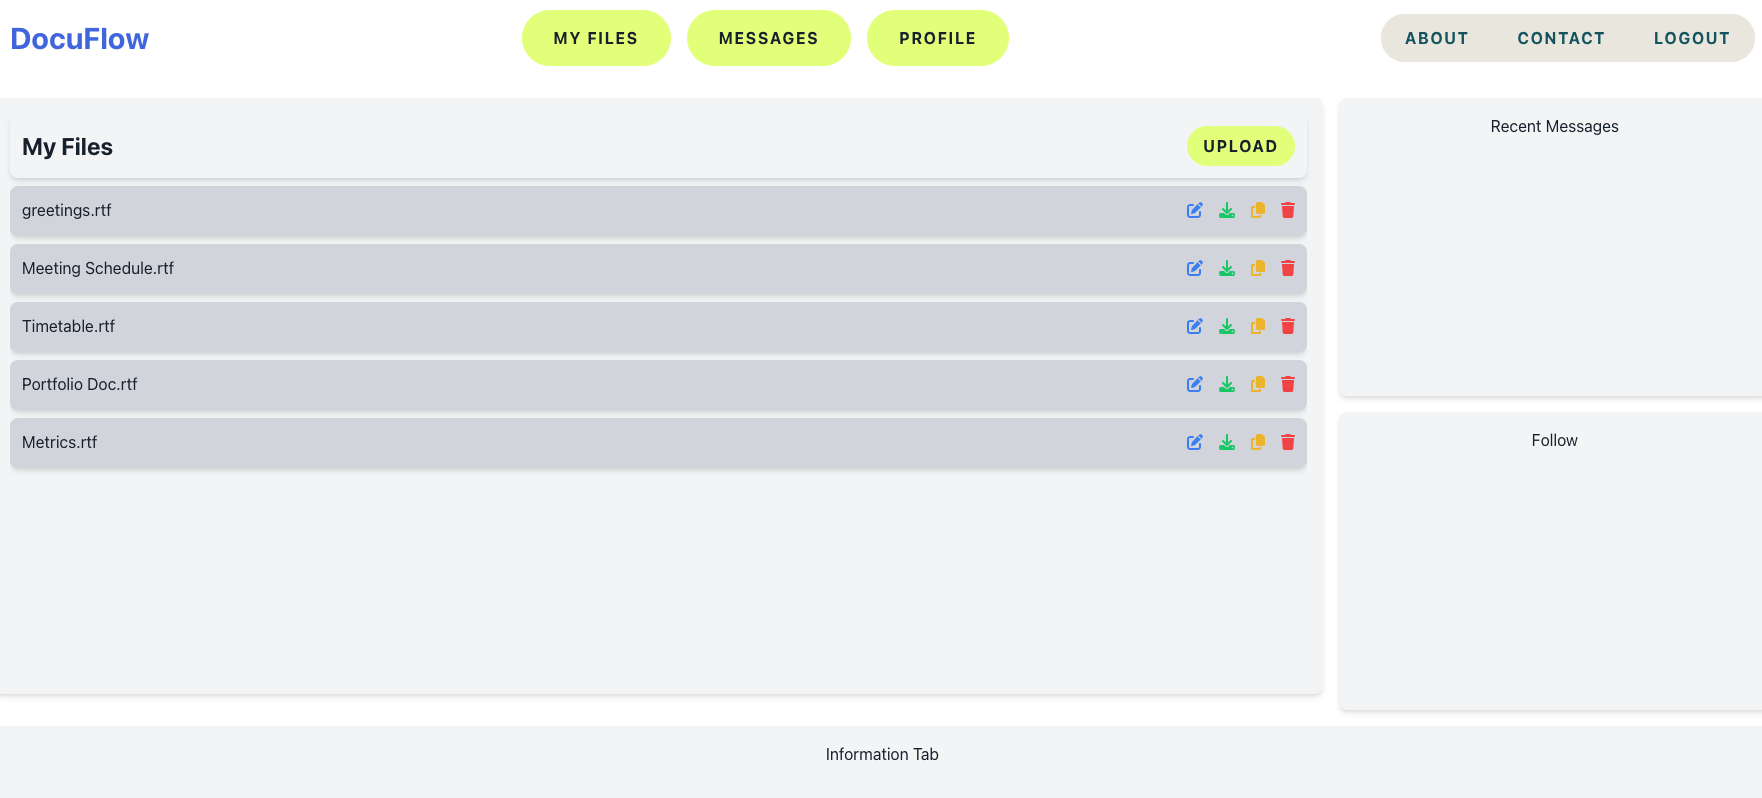 DocuFlow
MY FILES
MESSAGES
PROFILE
ABOUT
CONTACT
LOGOUT
My Files
UPLOAD
greetings.rtf
Meeting Schedule.rtf
Timetable.rtf
Portfolio Doc.rtf
Metrics.rtf
Recent Messages
Follow
Information Tab